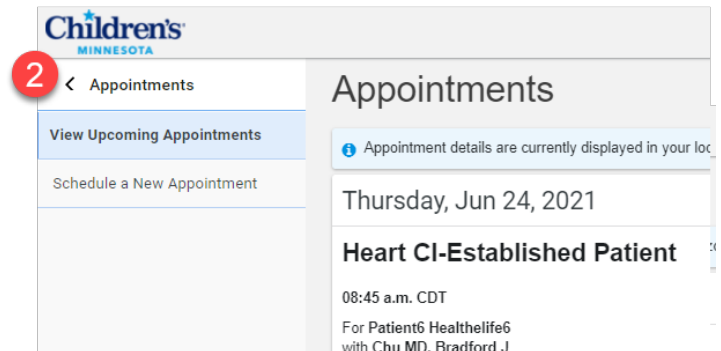 Children's
MINNESOTA
2
Appointments
View Upcoming Appointments
Schedule a New Appointment
Appointments
Appointment details are currently displayed in your
Thursday, Jun 24, 2021
Heart CI-Established Patient
08:45 a.m. CDT
For Patient6 Healthelife6
with Chu MD, Bradford J